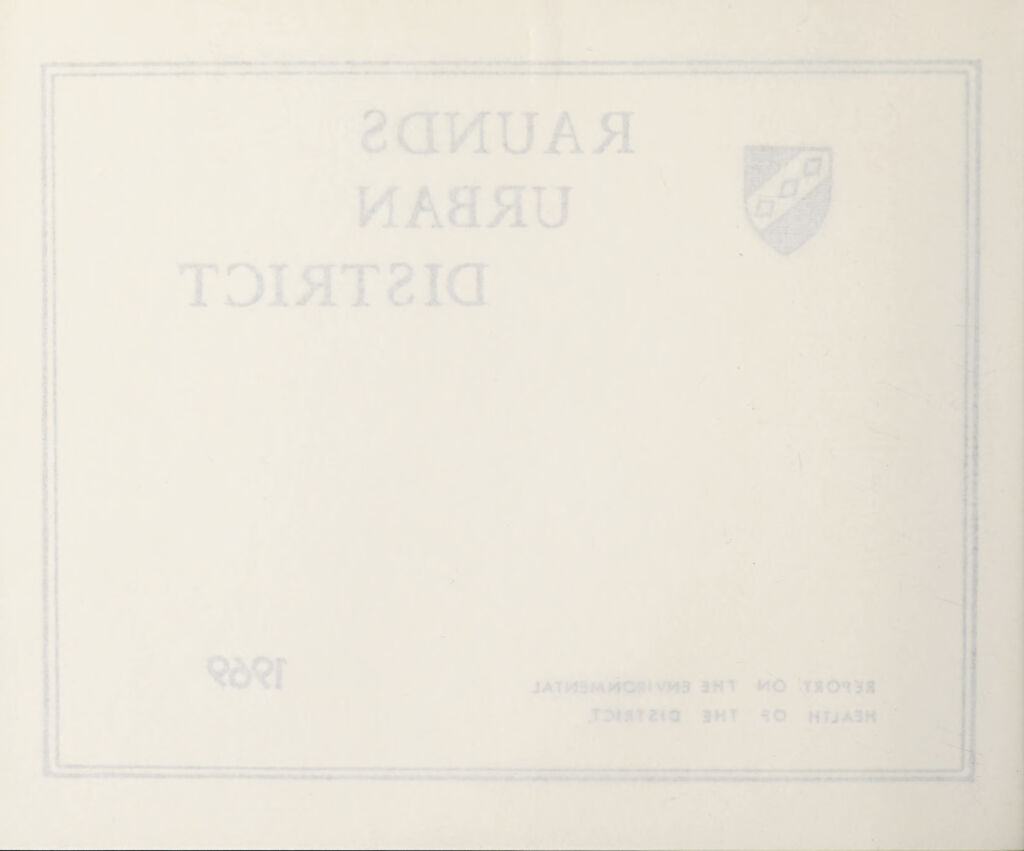 RAUNDS
URBAN
DISTRICT
REPORT ON THE ENVIRONMENTAL
HEALTH OF THE DISTRICT.
1969